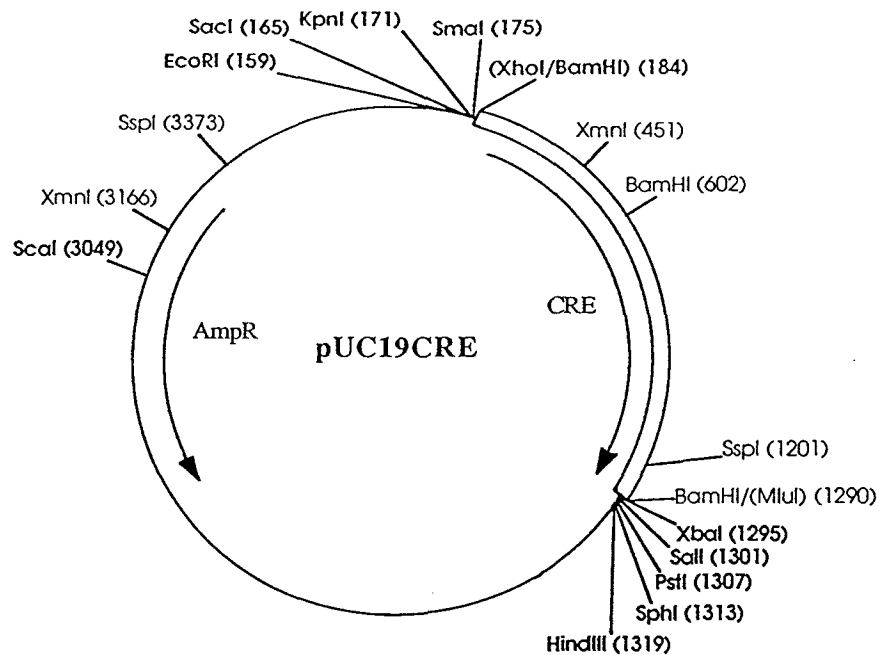 SacI (165)
KpnI (171)
SmaI (175)
EcoRI (159)
(XhoI/BamHI) (184)
SspI (3373)
XmnI (451)
BamHI (602)
XmnI (3166)
ScaI (3049)
CRE
AmpR
pUC19CRE
SspI (1201)
BamHI/(MluI) (1290)
XbaI (1295)
SalI (1301)
PstI (1307)
SphI (1313)
HindIII (1319)